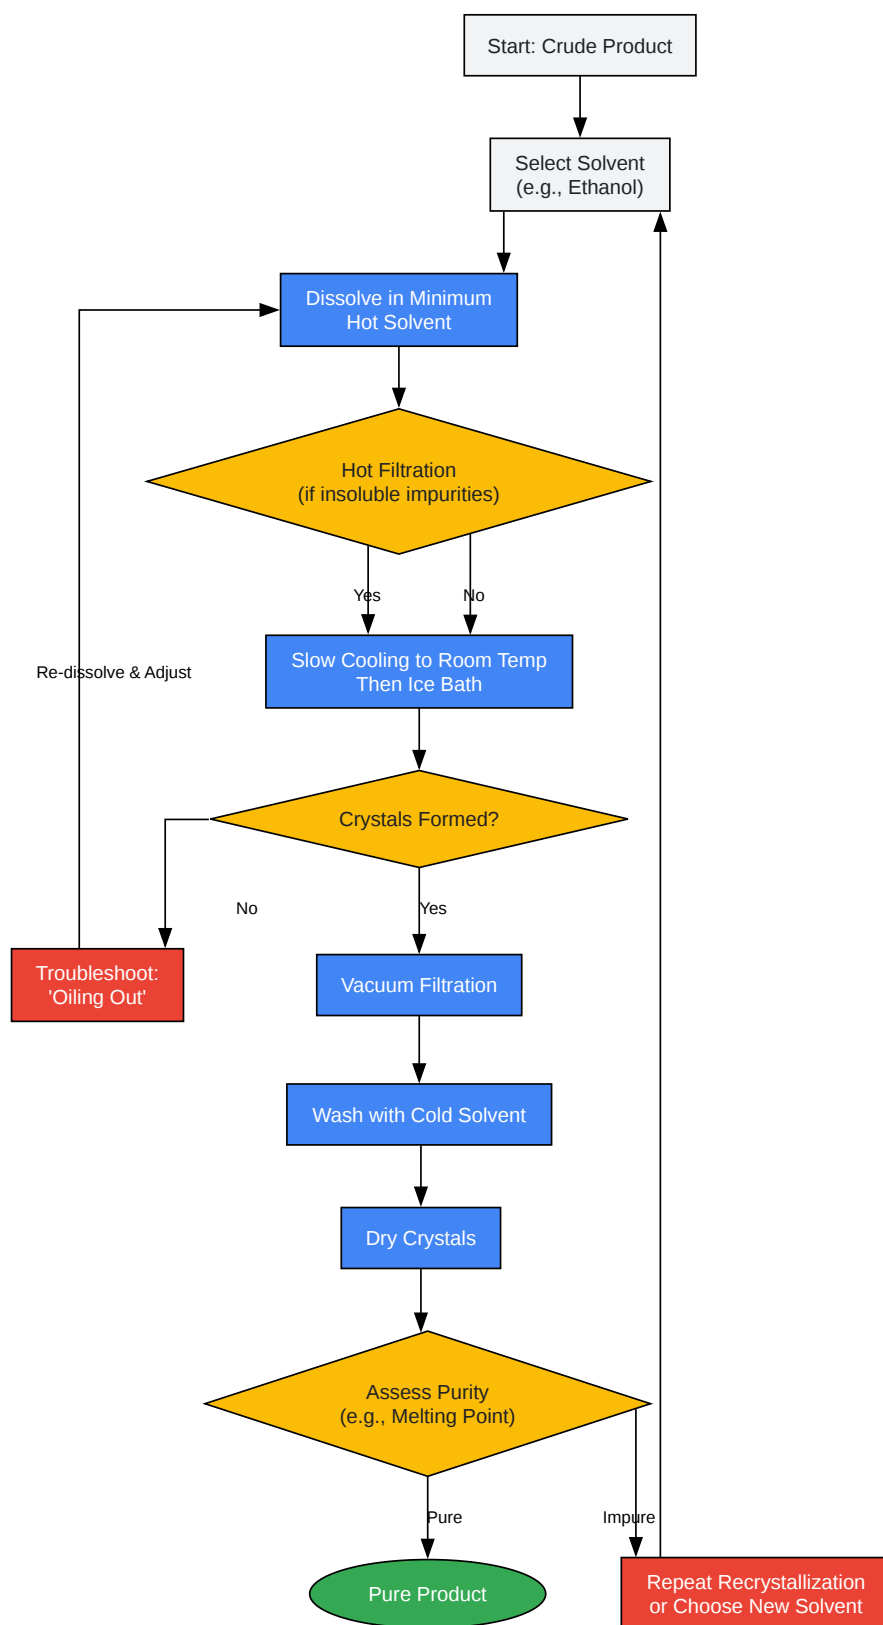 Start: Crude Product
Select Solvent
(e.g., Ethanol)
Dissolve in Minimum
Hot Solvent
Hot Filtration
(if insoluble impurities)
Yes
No
Slow Cooling to Room Temp
Then Ice Bath
Re-dissolve & Adjust
Crystals Formed?
No
Yes
Troubleshoot:
'Oiling Out'
Vacuum Filtration
Wash with Cold Solvent
Dry Crystals
Assess Purity
(e.g., Melting Point)
Pure
Impure
Pure Product
Repeat Recrystallization
or Choose New Solvent